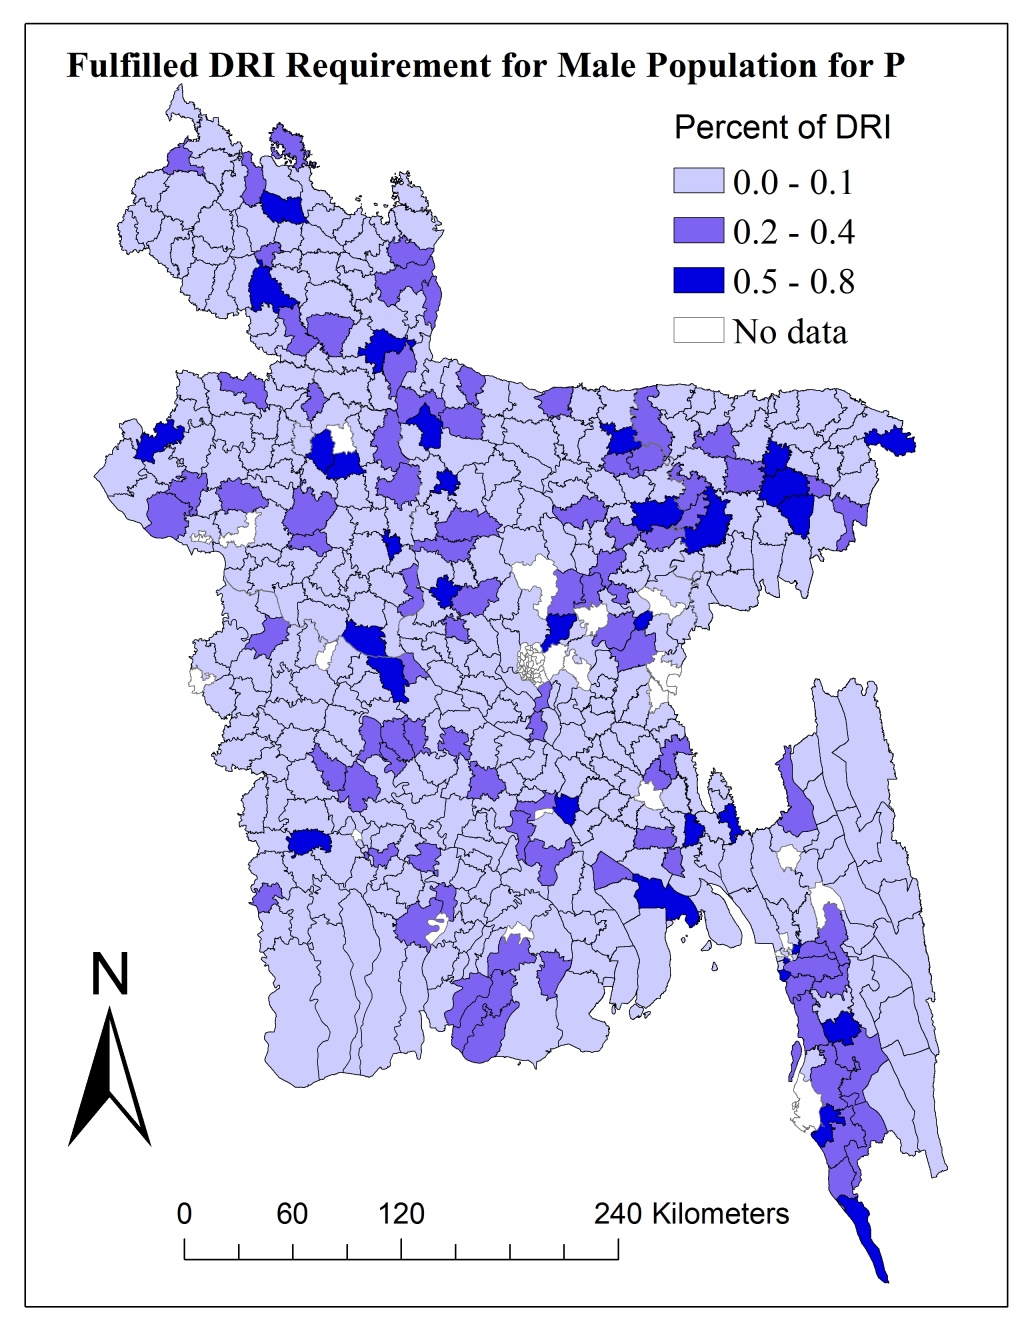 Fulfilled DRI Requirement for Male Population for P
Percent of DRI
0.0 - 0.1
0.2 - 0.4
0.5 - 0.8
No data
N
0 60 120 240 Kilometers